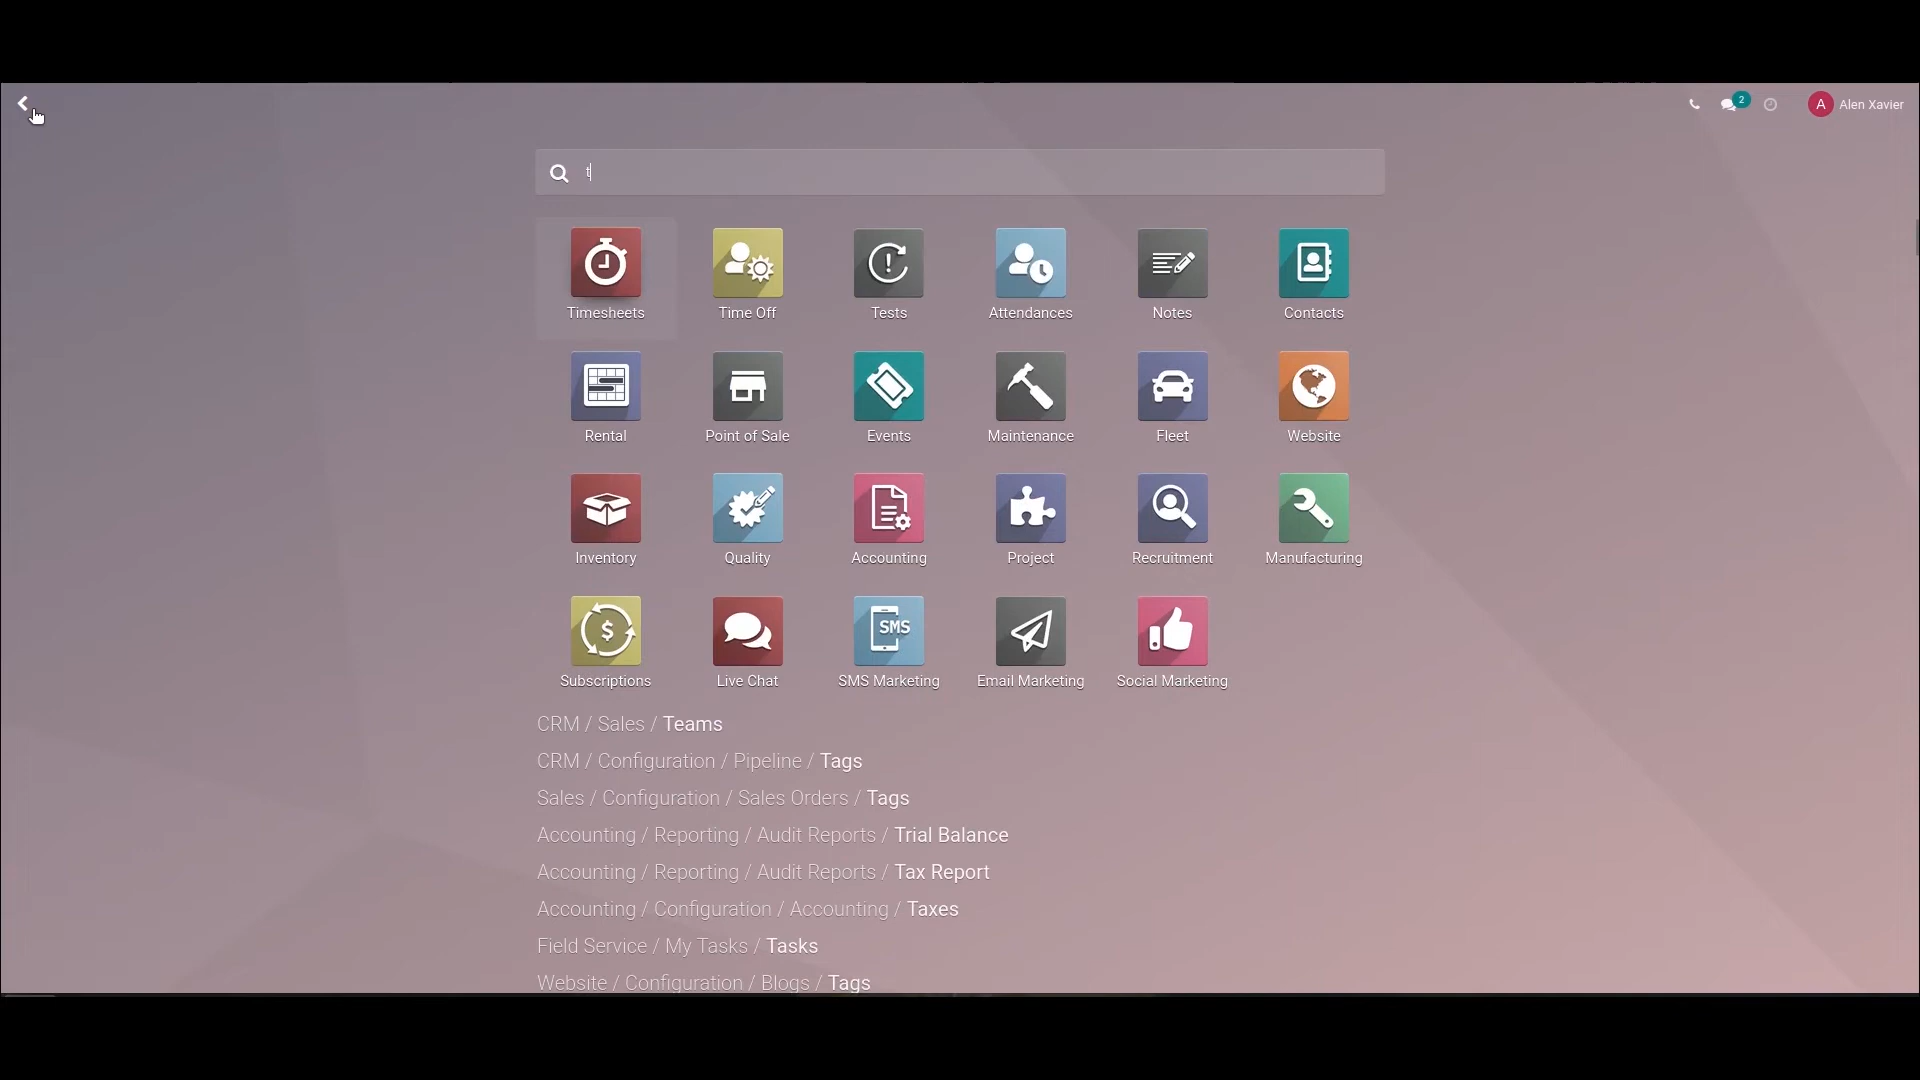 2
A
Alen Xavier
t
Timesheets
Time Off
Tests
Attendances
Notes
Contacts
Rental
Point of Sale
Events
Maintenance
Fleet
Website
Inventory
Quality
Accounting
Project
Recruitment
Manufacturing
$
SMS
Subscriptions
Live Chat
SMS Marketing
Email Marketing
Social Marketing
CRM / Sales / Teams
CRM / Configuration / Pipeline / Tags
Sales / Configuration / Sales Orders / Tags
Accounting / Reporting / Audit Reports / Trial Balance
Accounting / Reporting / Audit Reports / Tax Report
Accounting / Configuration / Accounting / Taxes
Field Service / My Tasks / Tasks
Website / Configuration / Blogs / Tags